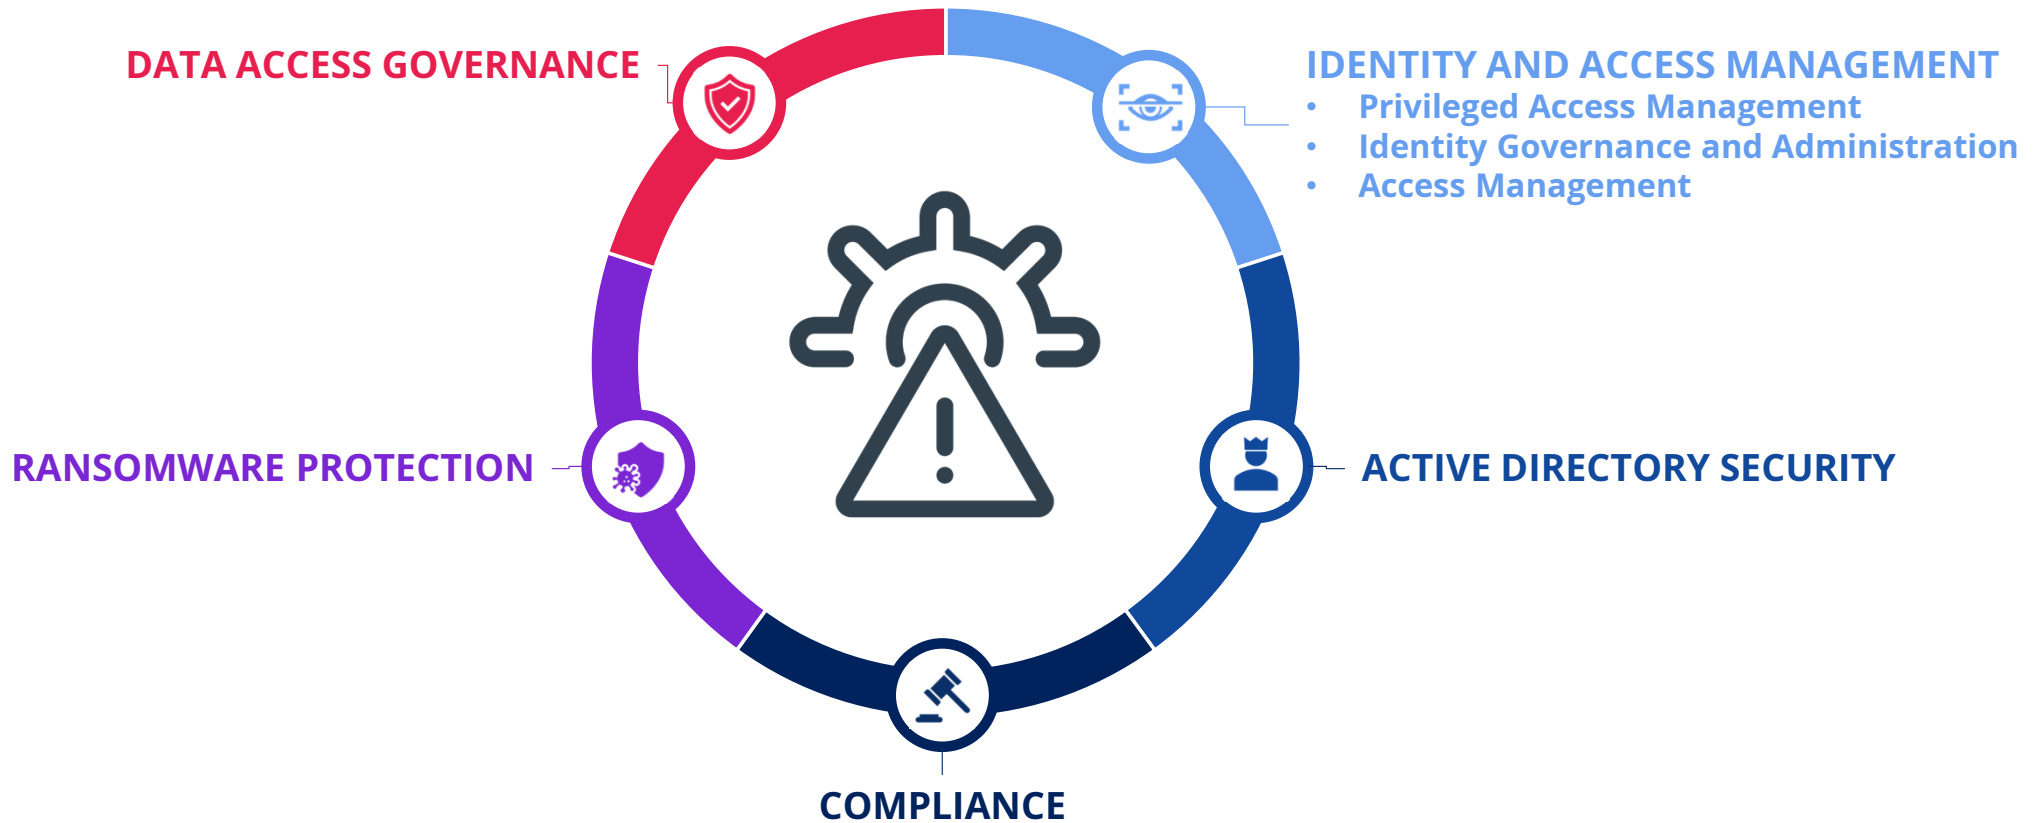 DATA ACCESS GOVERNANCE
IDENTITY AND ACCESS MANAGEMENT
• Privileged Access Management
• Identity Governance and Administration
• Access Management
RANSOMWARE PROTECTION
ACTIVE DIRECTORY SECURITY
COMPLIANCE